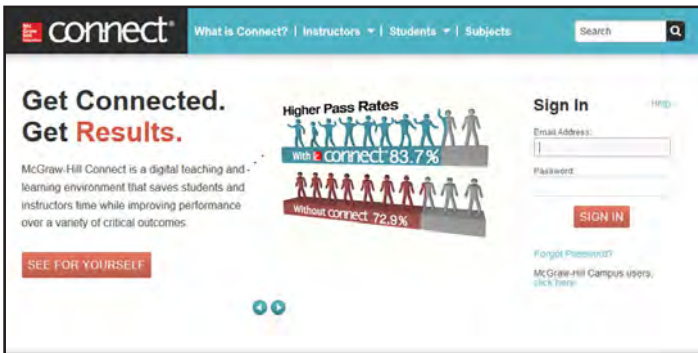 Mc Graw Hill connect®
What is Connect? | Instructors | Students | Subjects
Search
Get Connected.
Get Results.
McGraw-Hill Connect is a digital teaching and
learning environment that saves students and
instructors time while improving performance
over a variety of critical outcomes
SEE FOR YOURSELF
Higher Pass Rates
With connect 83.7%
Without connect 72.9%
Sign In
Help
Email Address:
Password:
SIGN IN
Forgot Password?
McGraw-Hill Campus users,
click here.